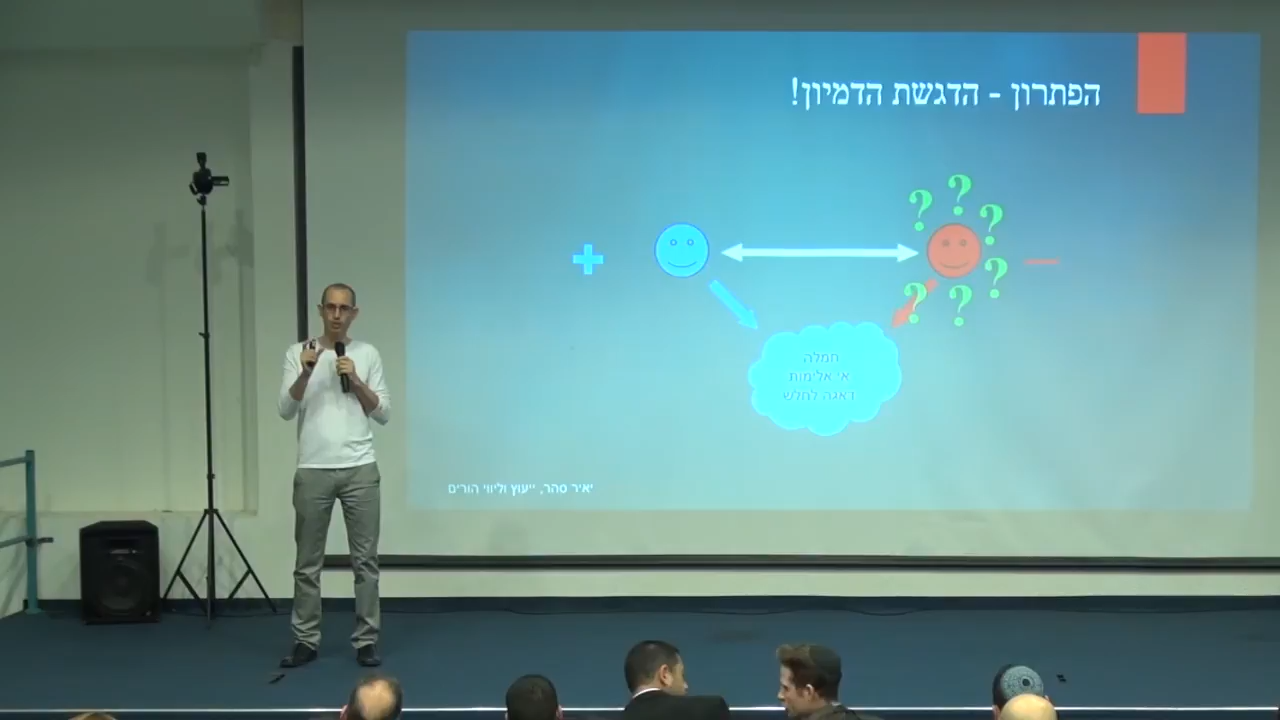 הפתרון - הדגשת הדמיון!
? ? ? ? ? ? ?
חמלה
אי אלימות
דאגה לחלש
יאיר סהר, ייעוץ וליווי הורים